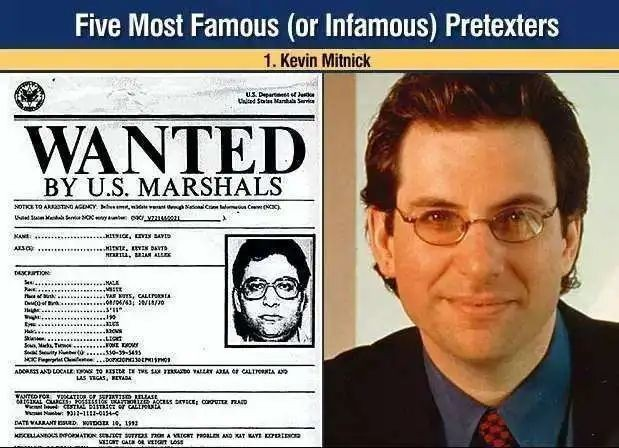 Five Most Famous (or Infamous) Pretexters
1. Kevin Mitnick
U.S. Department of Justice
United States Marshals Service
WANTED
BY U.S. MARSHALS
NOTICE TO ARRESTING AGENCY: Before arrest, validate warrant through National Crime Information Center (NCIC).
United States Marshals Service NCIC entry number: (NIC/ W721460021 ).
NAME: MITNICK, KEVIN DAVID
AKS(S): MITNIK, KEVIN DAVID
MERRILL, BRIAN ALLEN
DESCRIPTION:
Sex: MALE
Race: WHITE
Place of Birth: VAN NUYS, CALIFORNIA
Date(s) of Birth: 08/06/63; 10/18/70
Height: 5'11"
Weight: 190
Eyes: BLUE
Hair: BROWN
Skintone: LIGHT
Scars, Marks, Tattoos: NONE KNOWN
Social Security Number(s): 550-39-5695
NCIC Fingerprint Classification:
ADDRESS AND LOCALE: KNOWN TO RESIDE IN THE SAN FERNANDO VALLEY AREA OF CALIFORNIA AND
LAS VEGAS, NEVADA
WANTED FOR: VIOLATION OF SUPERVISED RELEASE
ORIGINAL CHARGES: POSSESSION UNAUTHORIZED ACCESS DEVICE; COMPUTER FRAUD
Warrant Issued: CENTRAL DISTRICT OF CALIFORNIA
Warrant Number: 9312-1112-0154-C
DATE WARRANT ISSUED: NOVEMBER 10, 1992
MISCELLANEOUS INFORMATION: SUBJECT SUFFERS FROM A WEIGHT PROBLEM AND MAY HAVE EXPERIENCED
WEIGHT GAIN OR WEIGHT LOSS